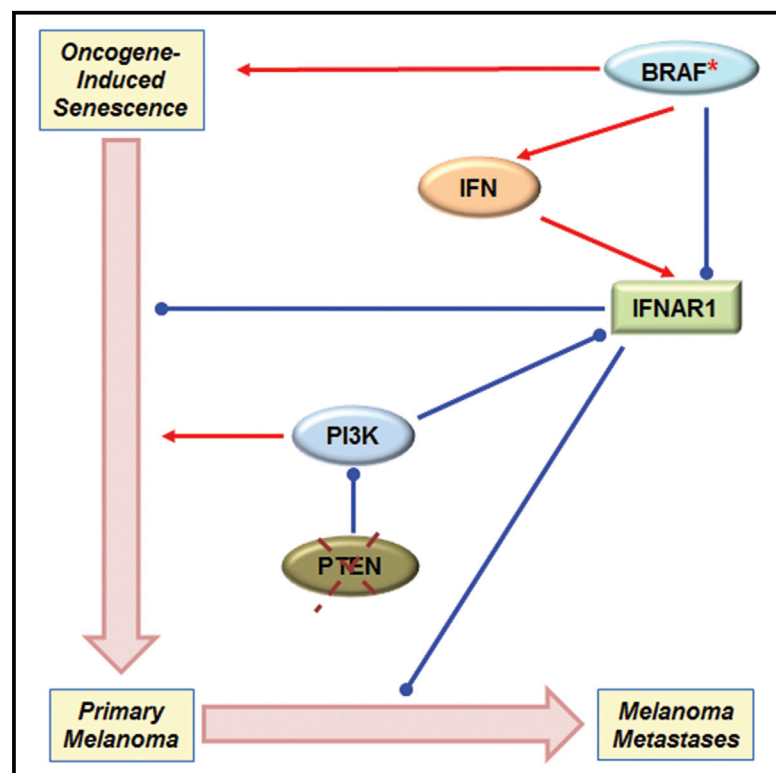 Oncogene-
Induced
Senescence
BRAF*
IFN
IFNAR1
PI3K
PTEN
Primary
Melanoma
Melanoma
Metastases